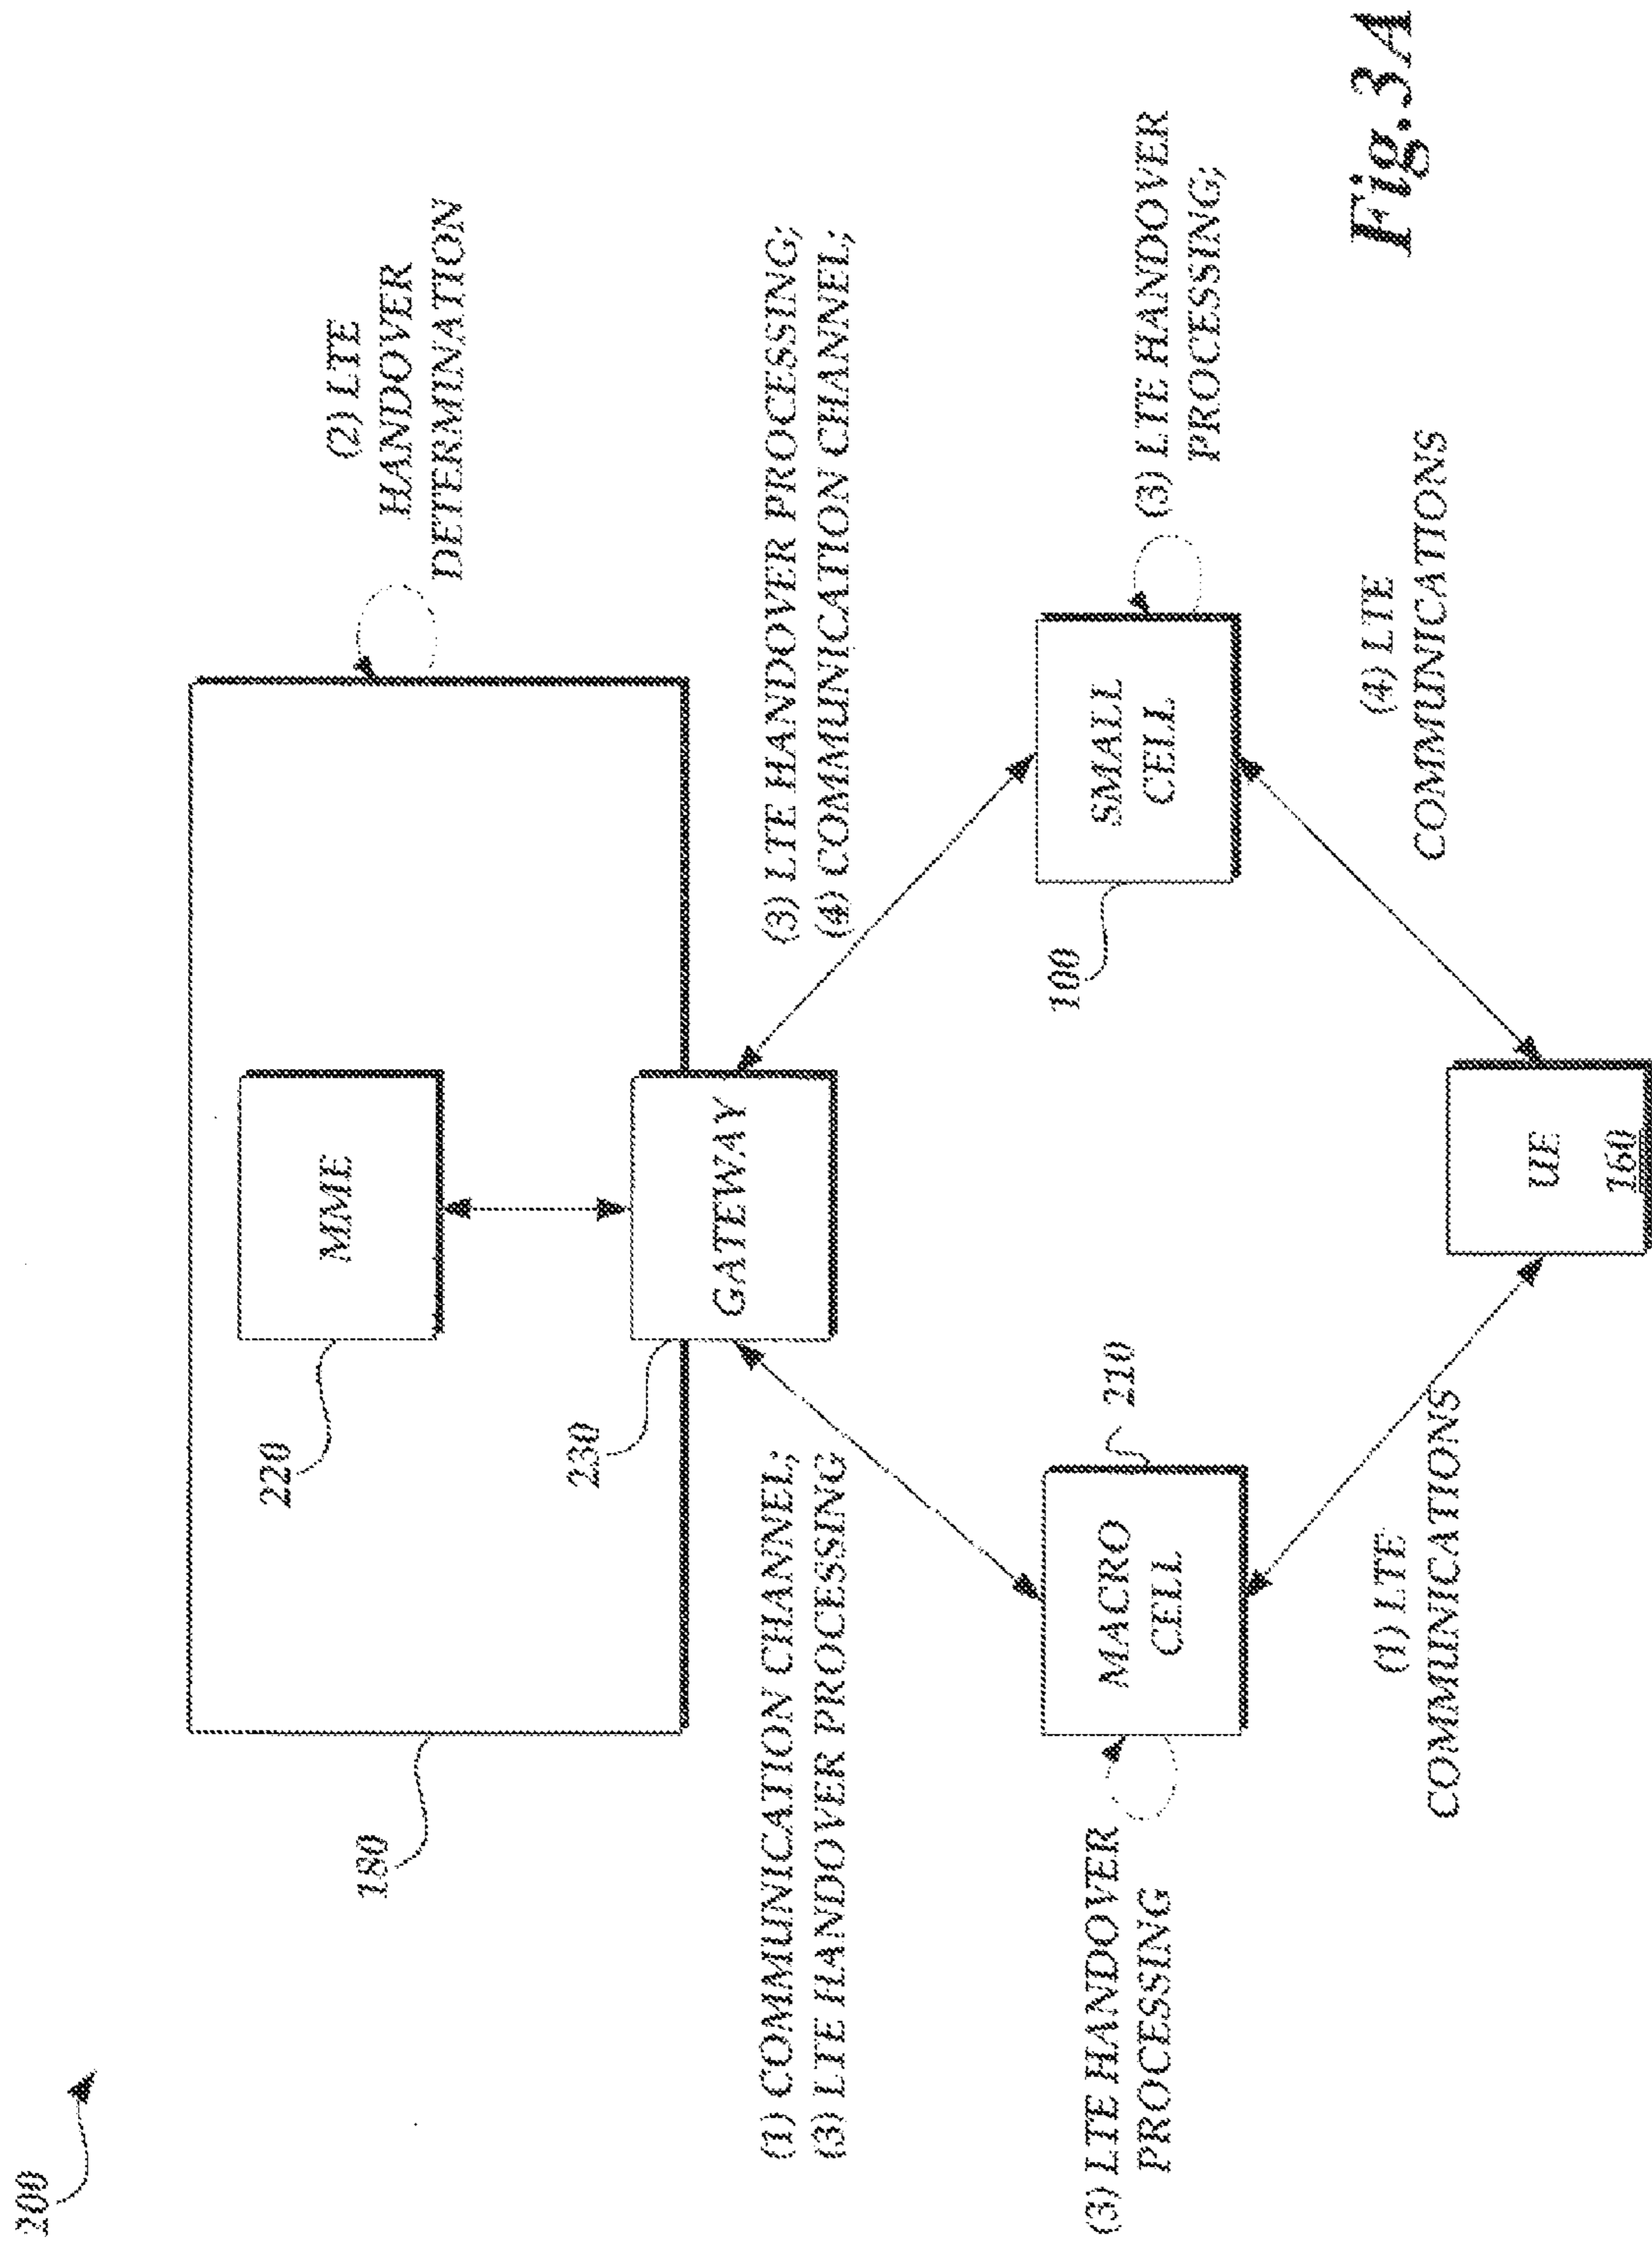 200
(2) LTE
HANDOVER
DETERMINATION
180
220
MME
230
GATEWAY
(1) COMMUNICATION CHANNEL;
(3) LTE HANDOVER PROCESSING
(3) LTE HANDOVER PROCESSING;
(4) COMMUNICATION CHANNEL;
(3) LTE HANDOVER
PROCESSING
MACRO
CELL
210
100
SMALL
CELL
(3) LTE HANDOVER
PROCESSING;
(1) LTE
COMMUNICATIONS
(4) LTE
COMMUNICATIONS
UE
160
Fig.3A